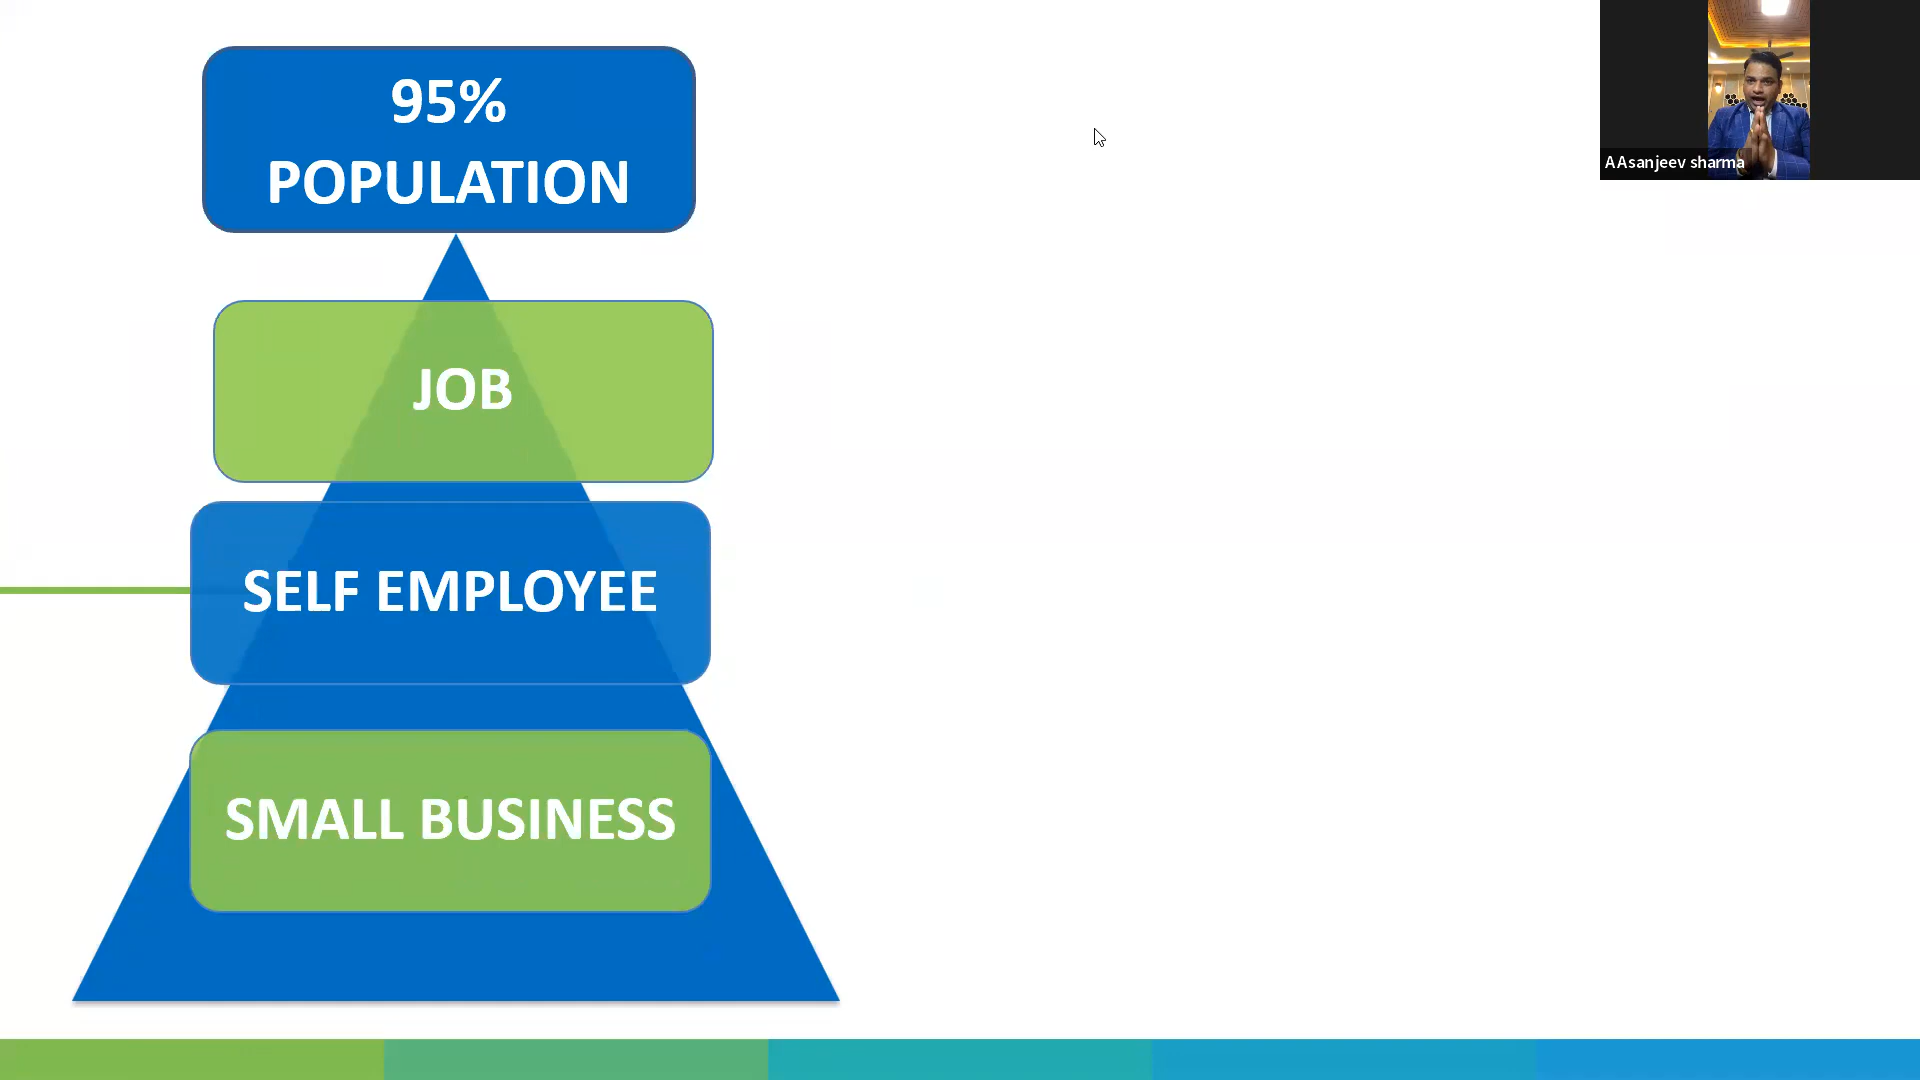 95%
POPULATION
JOB
SELF EMPLOYEE
SMALL BUSINESS
AAsanjeev sharma